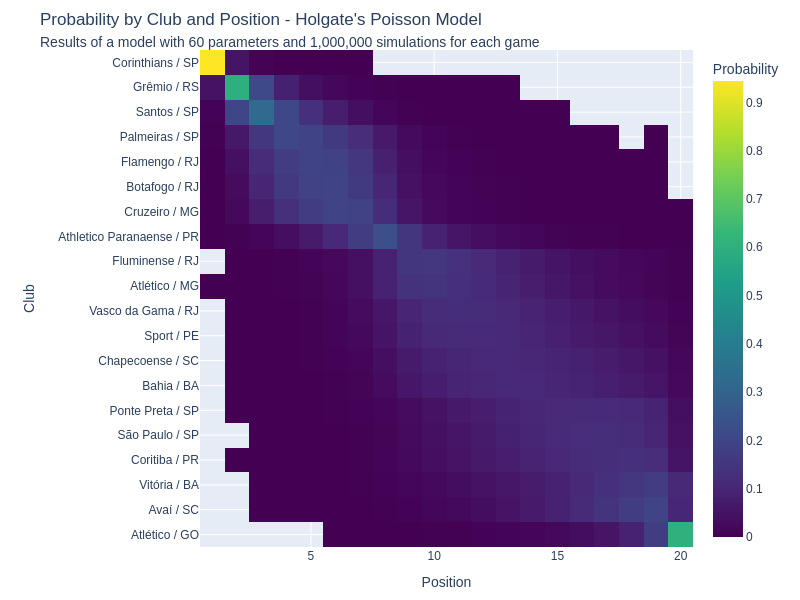 Probability by Club and Position - Holgate's Poisson Model
Results of a model with 60 parameters and 1,000,000 simulations for each game
Probability
Corinthians / SP
Grêmio / RS
Santos / SP
Palmeiras / SP
Flamengo / RJ
Botafogo / RJ
Cruzeiro / MG
Athletico Paranaense / PR
Fluminense / RJ
Atlético / MG
Vasco da Gama / RJ
Sport / PE
Chapecoense / SC
Bahia / BA
Ponte Preta / SP
São Paulo / SP
Coritiba / PR
Vitória / BA
Avaí / SC
Atlético / GO
Club
5 10 15 20
Position
0.9
0.8
0.7
0.6
0.5
0.4
0.3
0.2
0.1
0